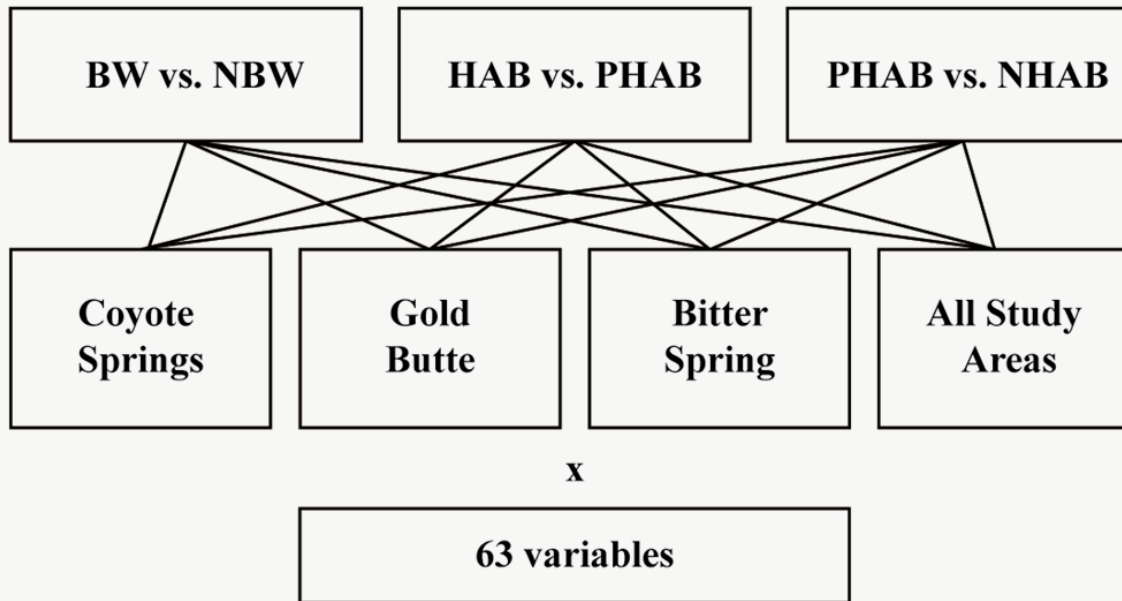 BW vs. NBW
HAB vs. PHAB
PHAB vs. NHAB
Coyote
Springs
Gold
Butte
Bitter
Spring
All Study
Areas
x
63 variables